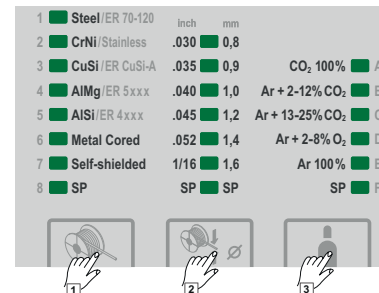 1 Steel/ER 70-120 inch mm
2 CrNi/Stainless .030 0,8
3 CuSi/ER CuSi-A .035 0,9 CO₂ 100% A
4 AlMg/ER 5xxx .040 1,0 Ar + 2-12% CO₂
5 AlSi/ER 4xxx .045 1,2 Ar + 13-25% CO₂
6 Metal Cored .052 1,4 Ar + 2-8% O₂
7 Self-shielded 1/16 1,6 Ar 100%
8 SP SP SP SP
1 2 3